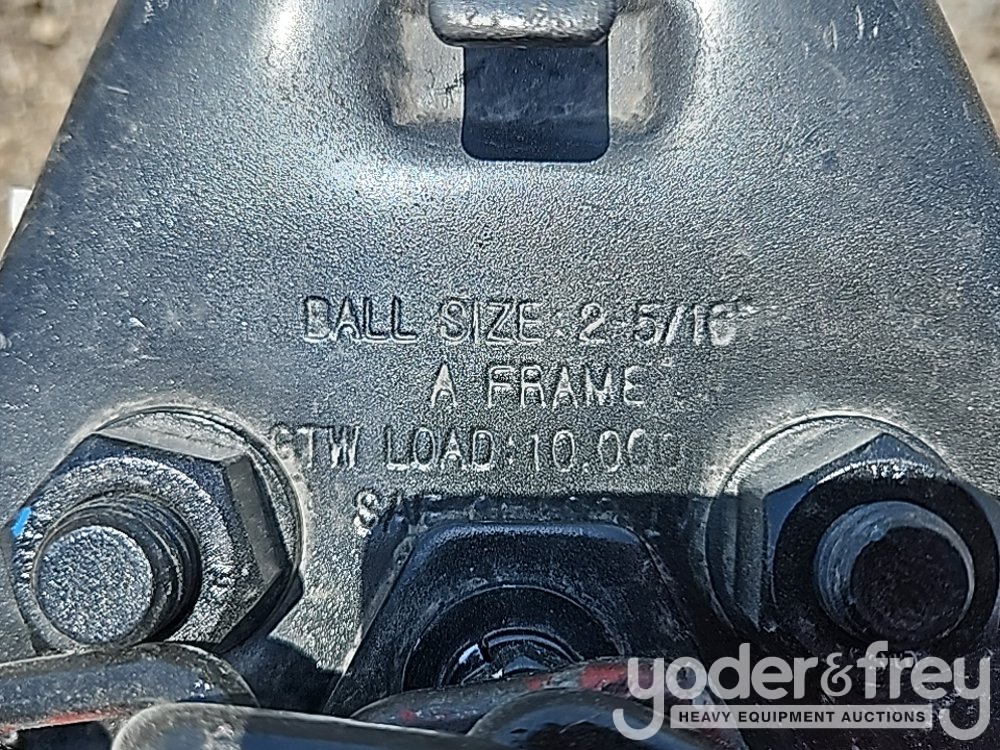 BALL SIZE: 2-5/16"
A FRAME
GTW LOAD: 10.000
yoder&frey
HEAVY EQUIPMENT AUCTIONS